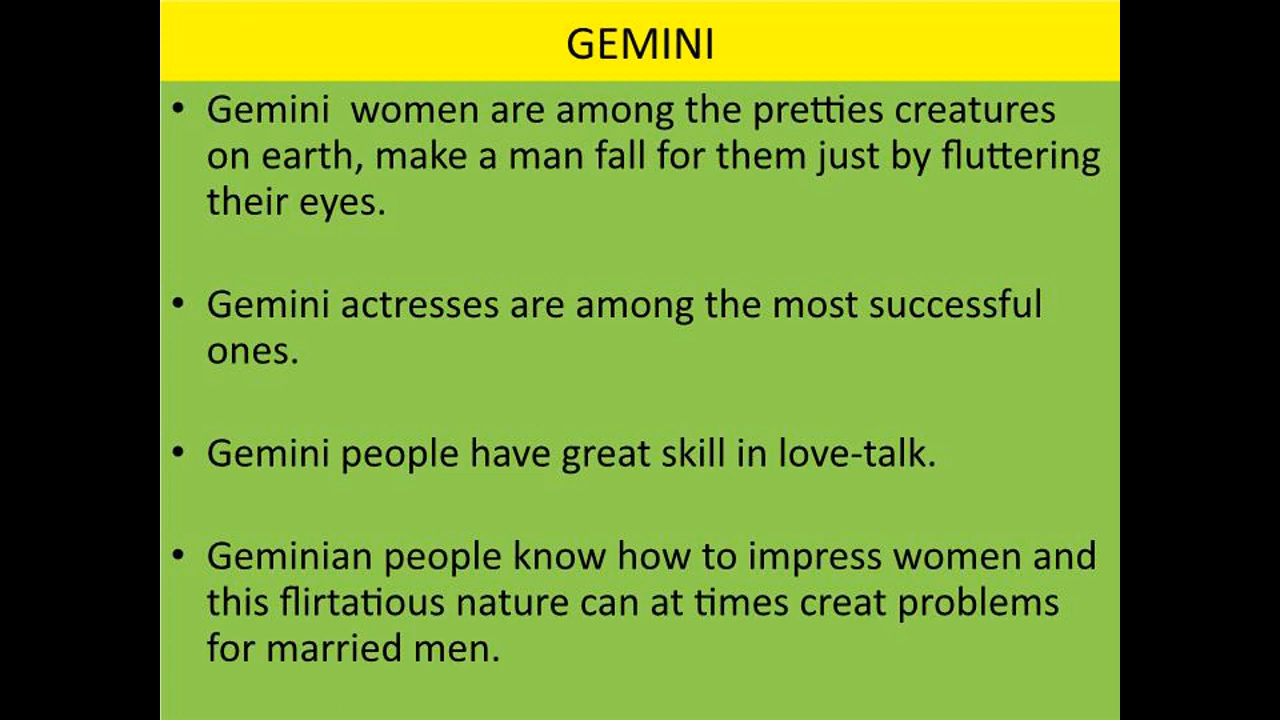 GEMINI
• Gemini  women are among the pretties creatures
on earth, make a man fall for them just by fluttering
their eyes.
• Gemini actresses are among the most successful
ones.
• Gemini people have great skill in love-talk.
• Geminian people know how to impress women and
this flirtatious nature can at times creat problems
for married men.